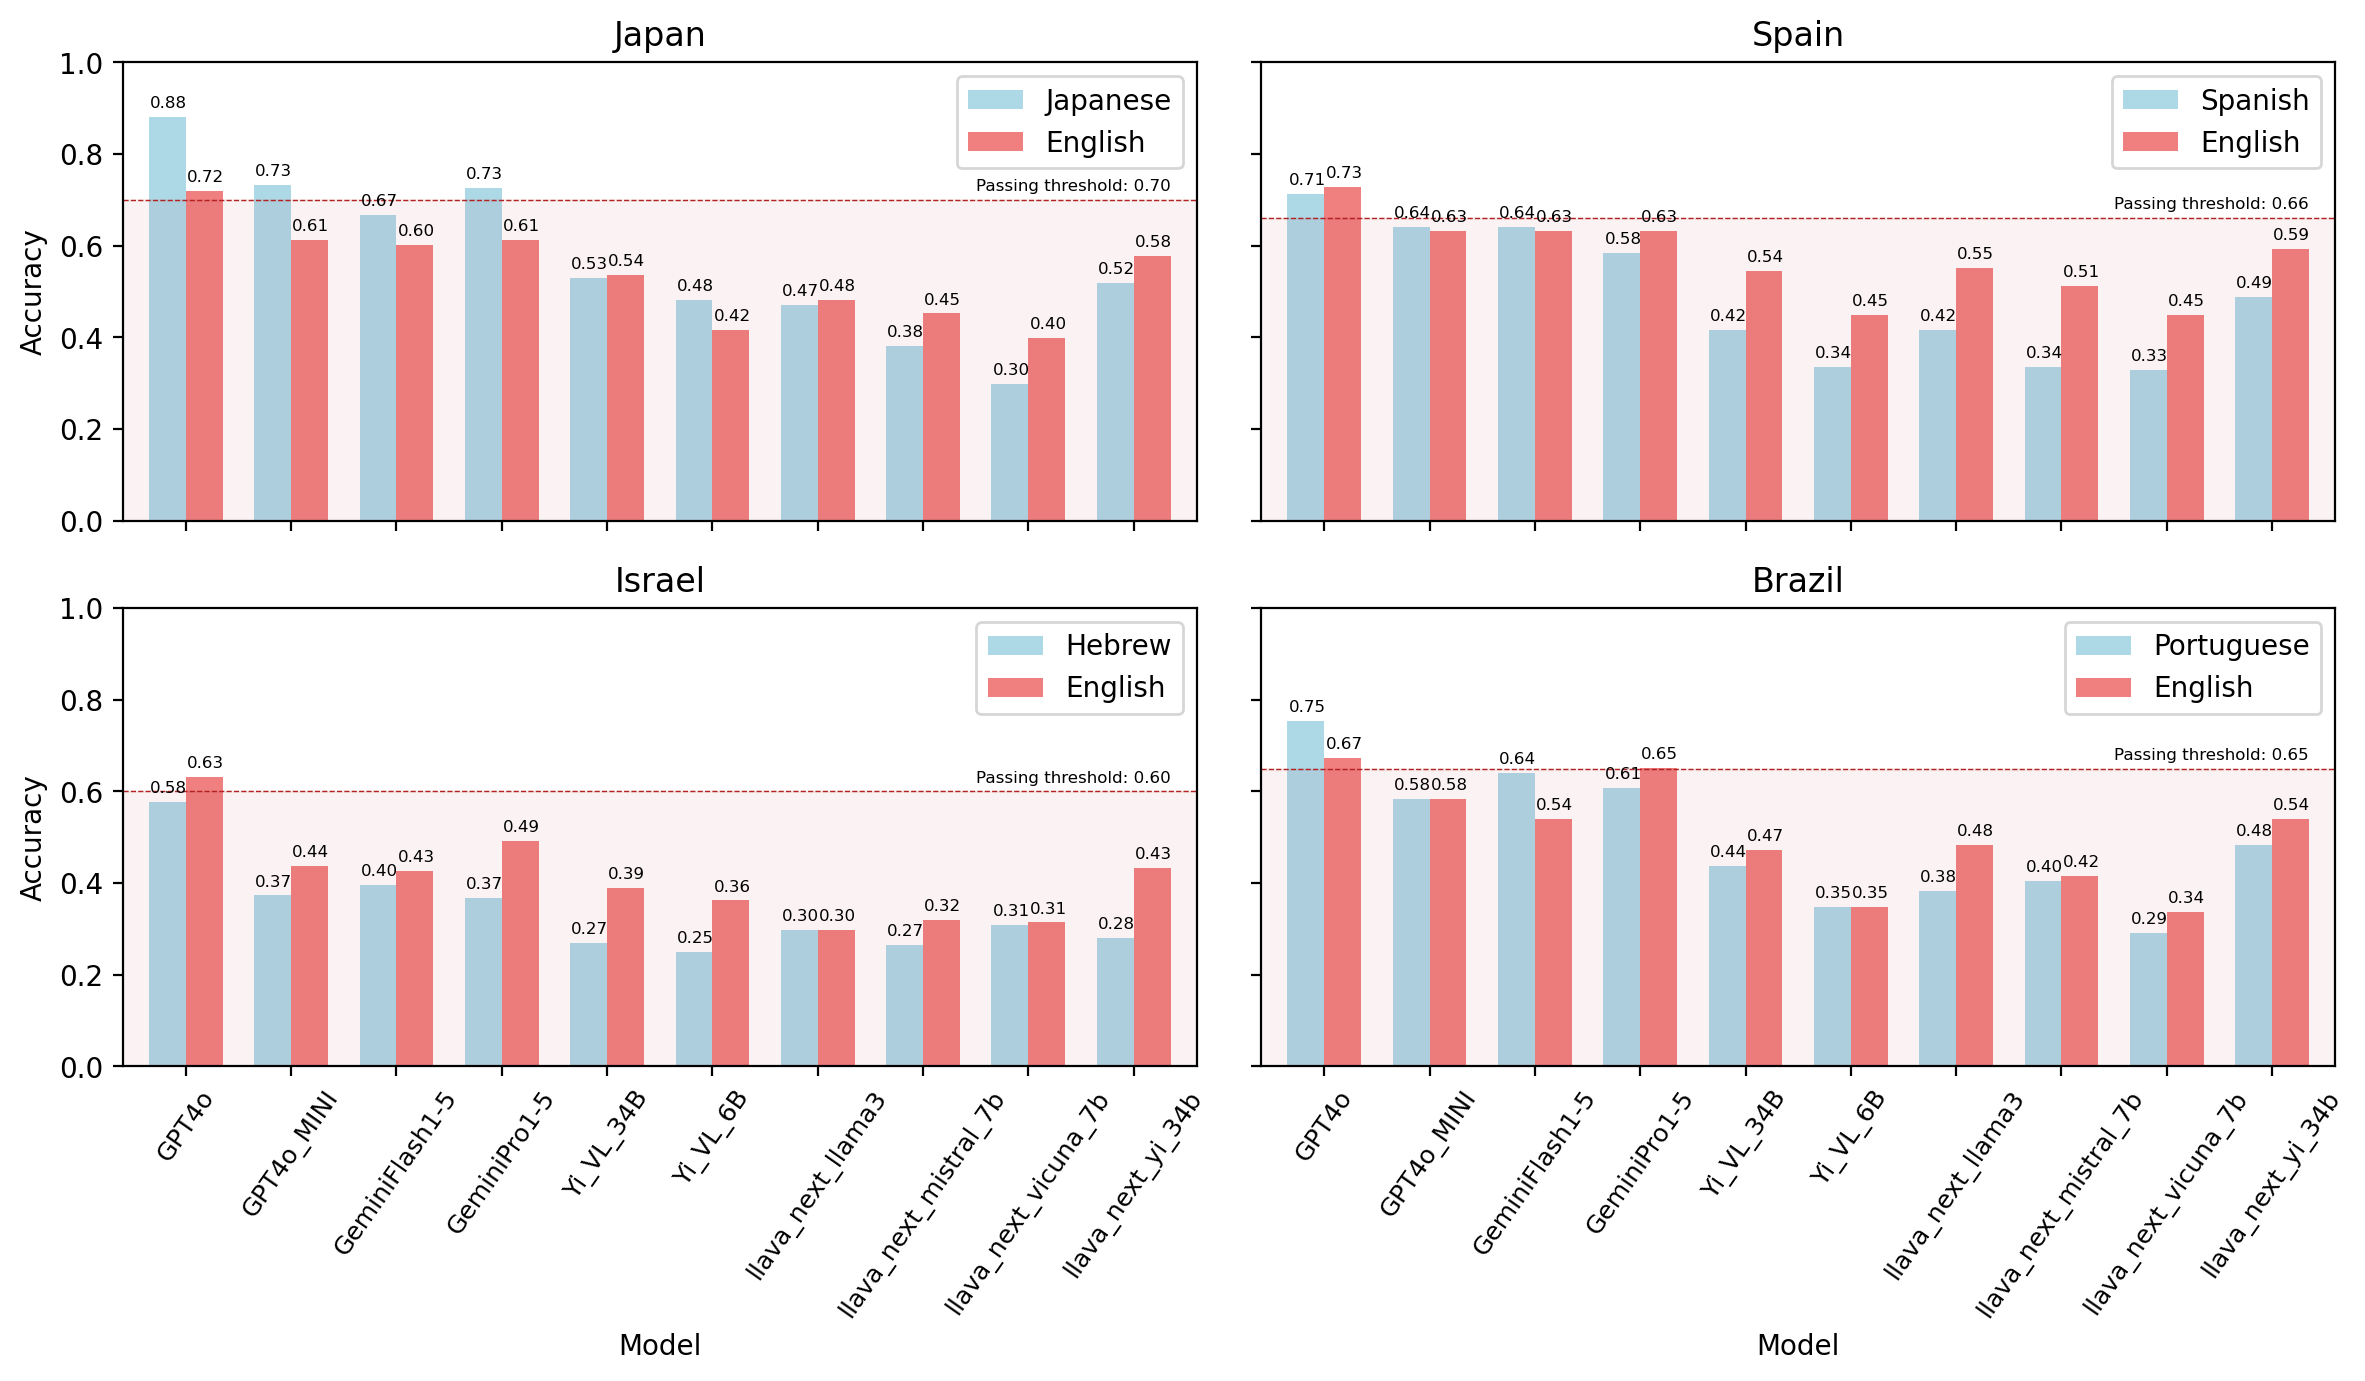 Japan
1.0
0.8
0.6
0.4
0.2
0.0
Accuracy
Japanese
English
Passing threshold: 0.70
0.88
0.72
0.73
0.61
0.67
0.60
0.73
0.61
0.53
0.54
0.48
0.42
0.47
0.48
0.38
0.45
0.30
0.40
0.52
0.58
Spain
Spanish
English
Passing threshold: 0.66
0.71
0.73
0.64
0.63
0.64
0.63
0.58
0.63
0.42
0.54
0.34
0.45
0.42
0.55
0.34
0.51
0.33
0.45
0.49
0.59
Israel
1.0
0.8
0.6
0.4
0.2
0.0
Accuracy
Hebrew
English
Passing threshold: 0.60
0.58
0.63
0.37
0.44
0.40
0.43
0.37
0.49
0.27
0.39
0.25
0.36
0.30
0.30
0.27
0.32
0.31
0.31
0.28
0.43
GPT4o
GPT4o_MINI
GeminiFlash1-5
GeminiPro1-5
Yi_VL_34B
Yi_VL_6B
llava_next_llama3
llava_next_mistral_7b
llava_next_vicuna_7b
llava_next_yi_34b
Model
Brazil
Portuguese
English
Passing threshold: 0.65
0.75
0.67
0.58
0.58
0.64
0.54
0.61
0.65
0.44
0.47
0.35
0.35
0.38
0.48
0.40
0.42
0.29
0.34
0.48
0.54
GPT4o
GPT4o_MINI
GeminiFlash1-5
GeminiPro1-5
Yi_VL_34B
Yi_VL_6B
llava_next_llama3
llava_next_mistral_7b
llava_next_vicuna_7b
llava_next_yi_34b
Model